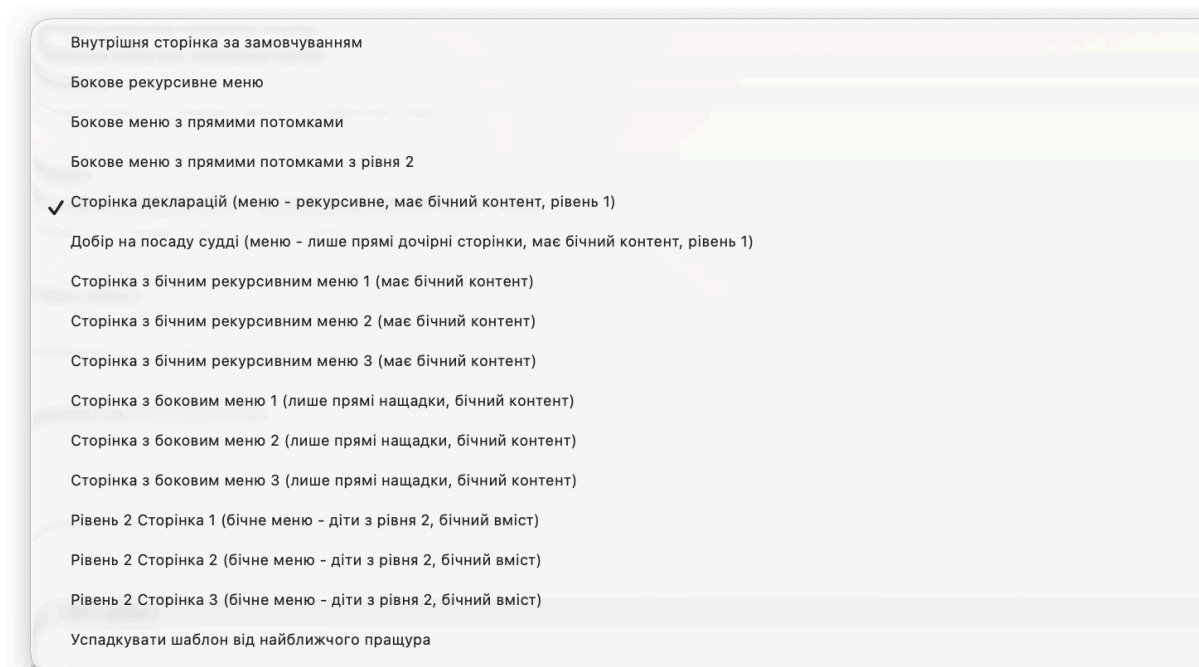 Внутрішня сторінка за замовчуванням
Бокове рекурсивне меню
Бокове меню з прямими потомками
Бокове меню з прямими потомками з рівня 2
Сторінка декларацій (меню - рекурсивне, має бічний контент, рівень 1)
Добір на посаду судді (меню - лише прямі дочірні сторінки, має бічний контент, рівень 1)
Сторінка з бічним рекурсивним меню 1 (має бічний контент)
Сторінка з бічним рекурсивним меню 2 (має бічний контент)
Сторінка з бічним рекурсивним меню 3 (має бічний контент)
Сторінка з боковим меню 1 (лише прямі нащадки, бічний контент)
Сторінка з боковим меню 2 (лише прямі нащадки, бічний контент)
Сторінка з боковим меню 3 (лише прямі нащадки, бічний контент)
Рівень 2 Сторінка 1 (бічне меню - діти з рівня 2, бічний вміст)
Рівень 2 Сторінка 2 (бічне меню - діти з рівня 2, бічний вміст)
Рівень 2 Сторінка 3 (бічне меню - діти з рівня 2, бічний вміст)
Успадкувати шаблон від найближчого пращура